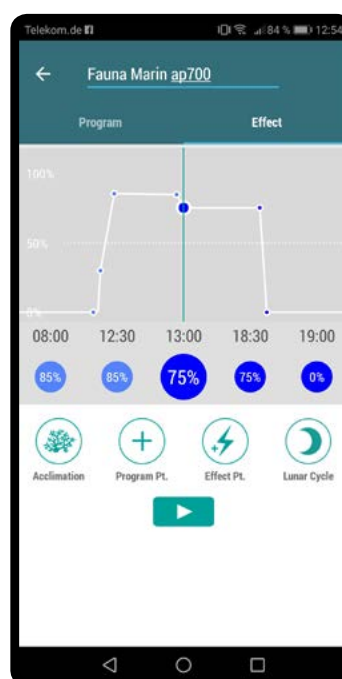 Telekom.de 84 % 12:54
Fauna Marin ap700
Program Effect
100%
50%
0%
08:00 12:30 13:00 18:30 19:00
85% 85% 75% 75% 0%
Acclimation Program Pt. Effect Pt. Lunar Cycle